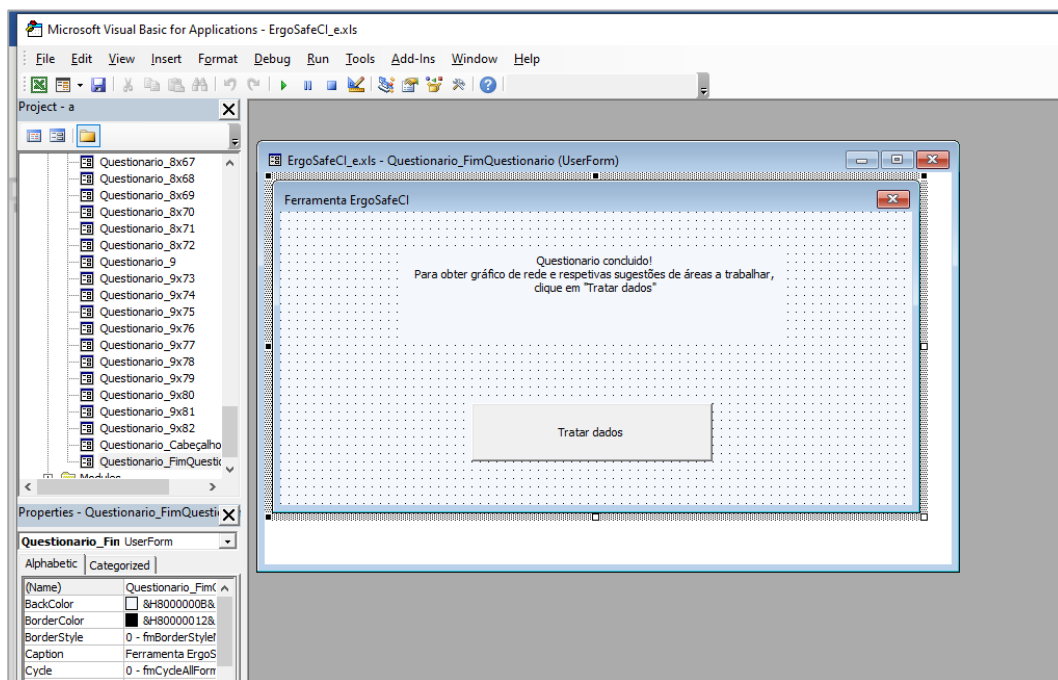 Microsoft Visual Basic for Applications - ErgoSafeCI_e.xls
File Edit View Insert Format Debug Run Tools Add-Ins Window Help
Project - a
Questionario_8x67
Questionario_8x68
Questionario_8x69
Questionario_8x70
Questionario_8x71
Questionario_8x72
Questionario_9
Questionario_9x73
Questionario_9x74
Questionario_9x75
Questionario_9x76
Questionario_9x77
Questionario_9x78
Questionario_9x79
Questionario_9x80
Questionario_9x81
Questionario_9x82
Questionario_Cabeçalho
Questionario_FimQuestic
Modules
Properties - Questionario_FimQuesti
Questionario_Fin UserForm
Alphabetic Categorized
(Name) Questionario_Fim
BackColor &H8000000B&
BorderColor &H80000012&
BorderStyle 0 - fmBorderStyle
Caption Ferramenta ErgoS
Cycle 0 - fmCycleAllForm
ErgoSafeCI_e.xls - Questionario_FimQuestionario (UserForm)
Ferramenta ErgoSafeCI
Questionario concluido!
Para obter gráfico de rede e respetivas sugestões de áreas a trabalhar,
clique em "Tratar dados"
Tratar dados